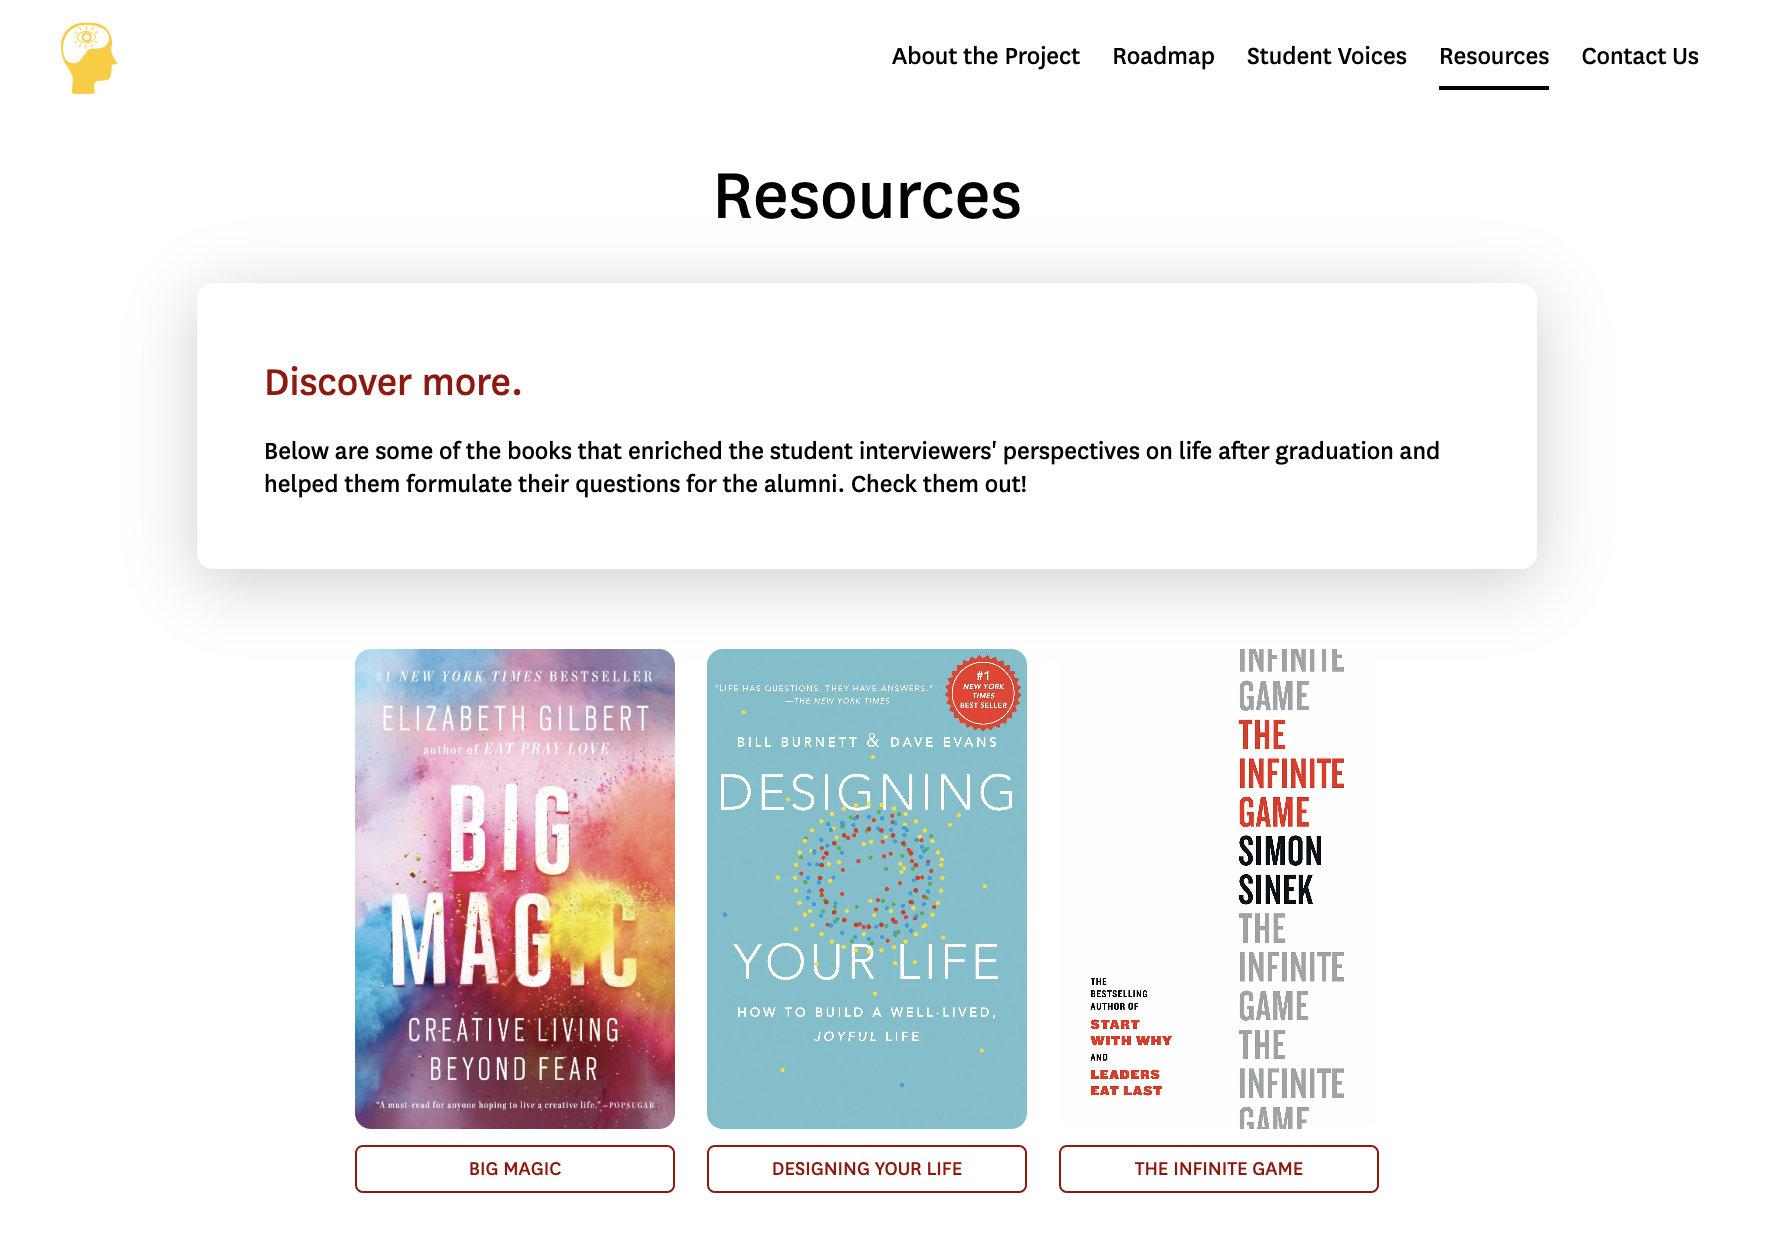 About the Project
Roadmap
Student Voices
Resources
Contact Us
Resources
Discover more.
Below are some of the books that enriched the student interviewers' perspectives on life after graduation and
helped them formulate their questions for the alumni. Check them out!
#1 NEW YORK TIMES BESTSELLER
ELIZABETH GILBERT
author of EAT PRAY LOVE
BIG
MAGIC
CREATIVE LIVING
BEYOND FEAR
"A must-read for anyone hoping to live a creative life." –POPSUGAR
"LIFE HAS QUESTIONS. THEY HAVE ANSWERS."
—THE NEW YORK TIMES
#1
NEW YORK
TIMES
BEST SELLER
BILL BURNETT & DAVE EVANS
DESIGNING
YOUR LIFE
HOW TO BUILD A WELL-LIVED,
JOYFUL LIFE
INFINITE
GAME
THE
INFINITE
GAME
SIMON
SINEK
THE
INFINITE
GAME
THE
INFINITE
GAME
THE
BESTSELLING
AUTHOR OF
START
WITH WHY
AND
LEADERS
EAT LAST
BIG MAGIC
DESIGNING YOUR LIFE
THE INFINITE GAME